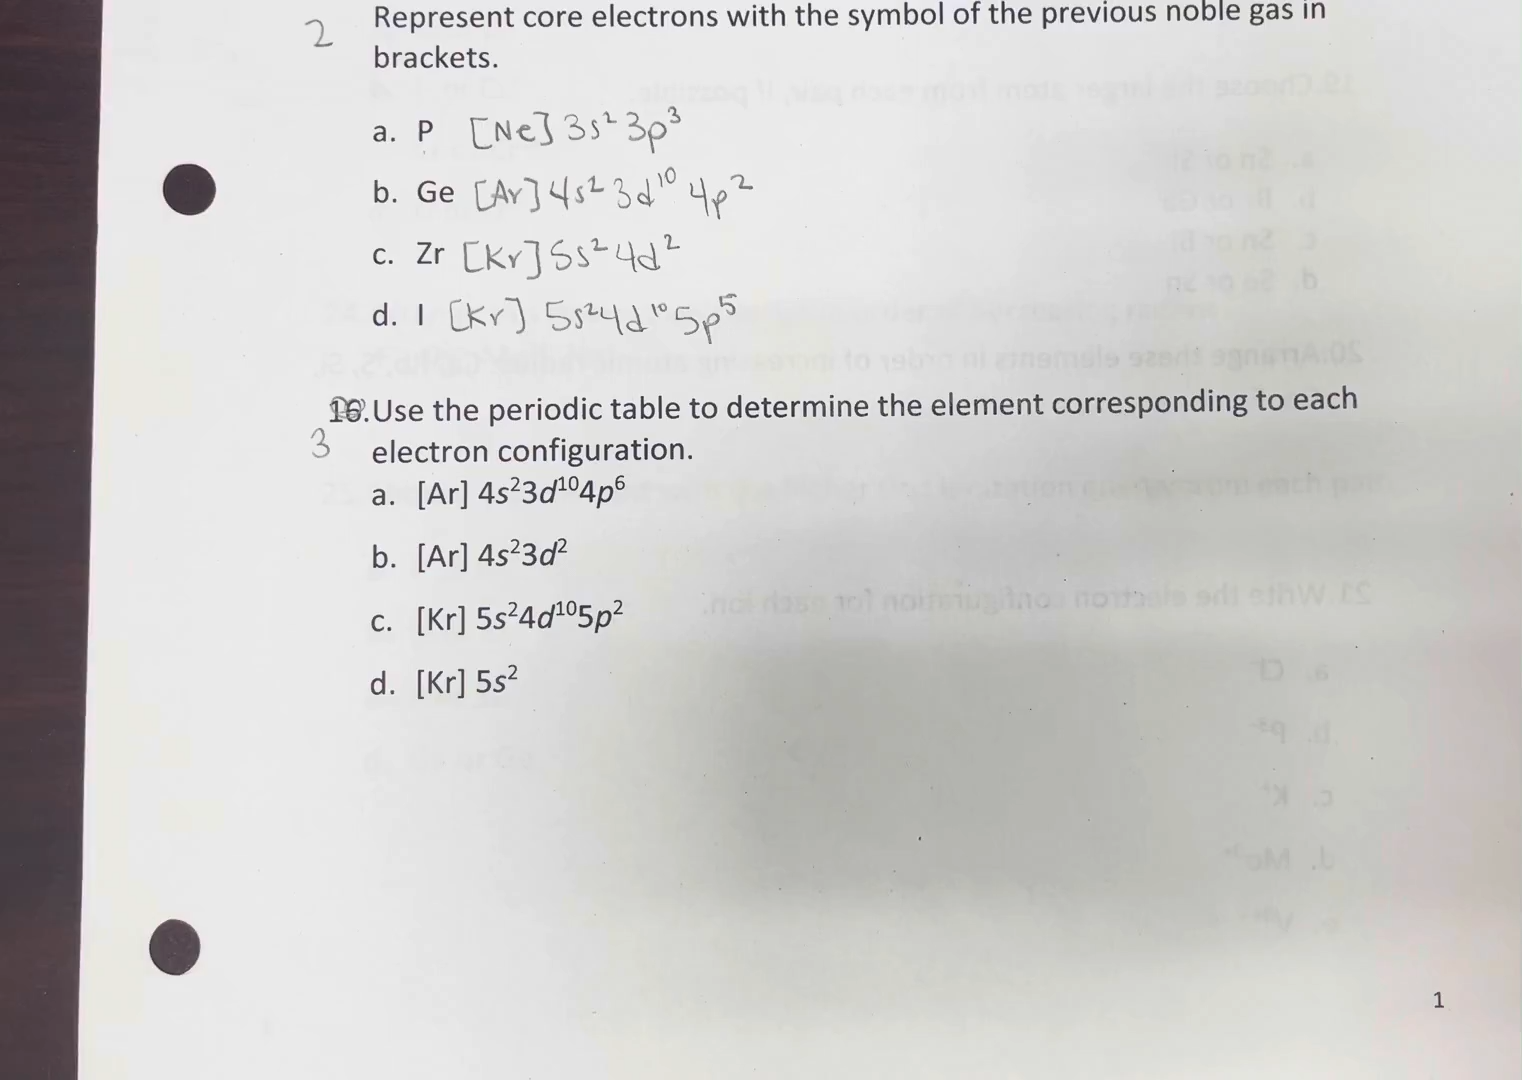 2 Represent core electrons with the symbol of the previous noble gas in
brackets.
a. P [Ne] 3s² 3p³
b. Ge [Ar] 4s² 3d¹⁰ 4p²
c. Zr [Kr] 5s² 4d²
d. I [Kr] 5s² 4d¹⁰ 5p⁵
Use the periodic table to determine the element corresponding to each
3 electron configuration.
a. [Ar] 4s²3d¹⁰4p⁶
b. [Ar] 4s²3d²
c. [Kr] 5s²4d¹⁰5p²
d. [Kr] 5s²
1